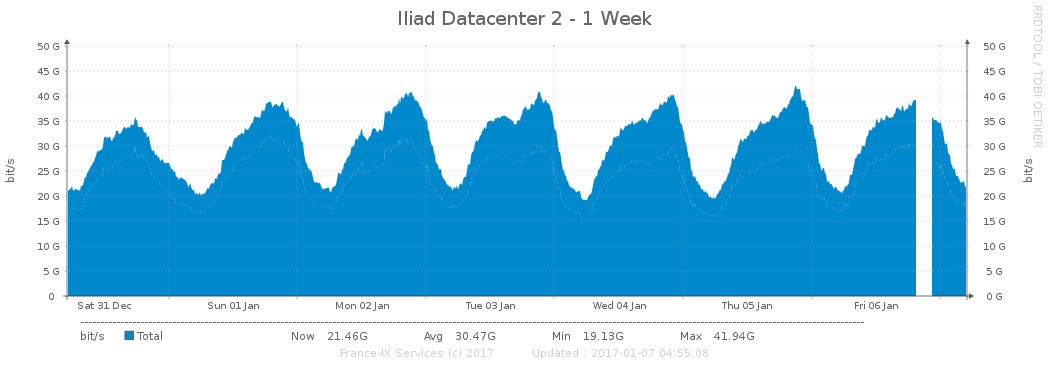 Iliad Datacenter 2 - 1 Week
RRDTOOL / TOBI OETIKER
50 G 50 G
45 G 45 G
40 G 40 G
35 G 35 G
30 G 30 G
25 G 25 G
20 G 20 G
15 G 15 G
10 G 10 G
5 G 5 G
0 0 G
bit/s bit/s
Sat 31 Dec Sun 01 Jan Mon 02 Jan Tue 03 Jan Wed 04 Jan Thu 05 Jan Fri 06 Jan
bit/s Total Now 21.46G Avg 30.47G Min 19.13G Max 41.94G
France-IX Services (c) 2017 Updated : 2017-01-07 04:55:08